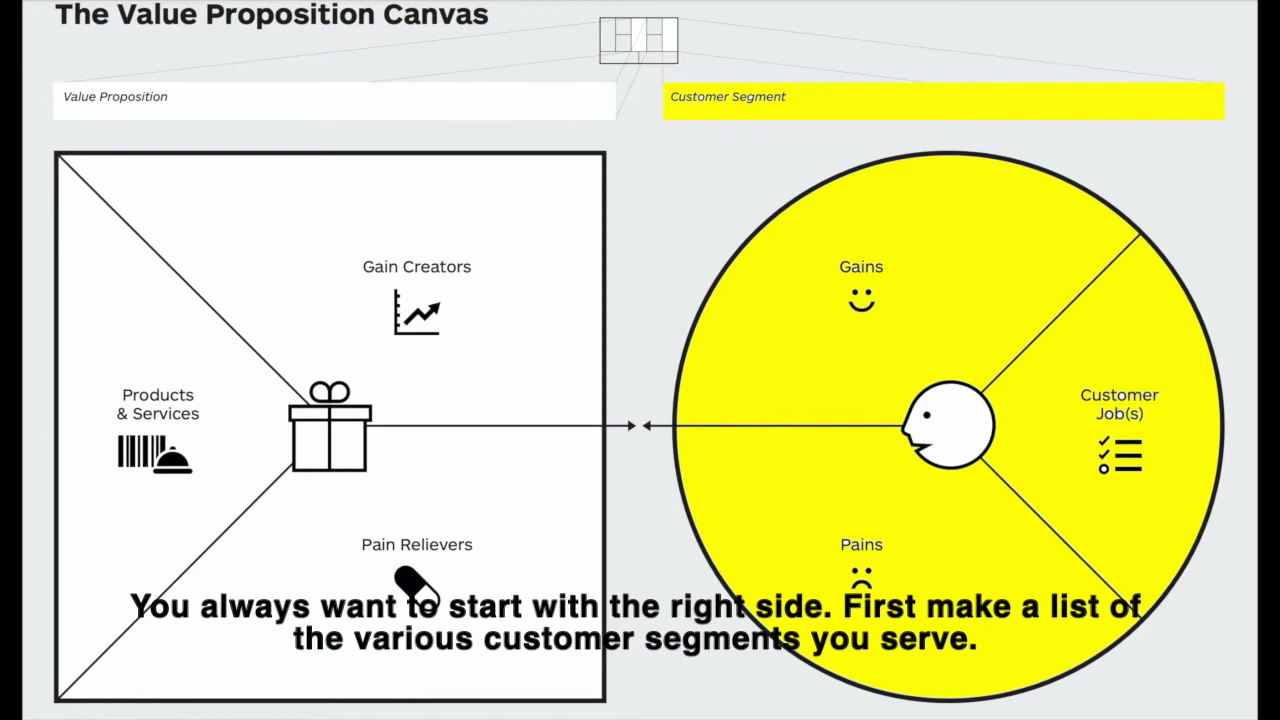 The Value Proposition Canvas
Value Proposition
Customer Segment
Gain Creators
Products
& Services
Pain Relievers
Gains
Customer
Job(s)
Pains
You always want to start with the right side. First make a list of
the various customer segments you serve.